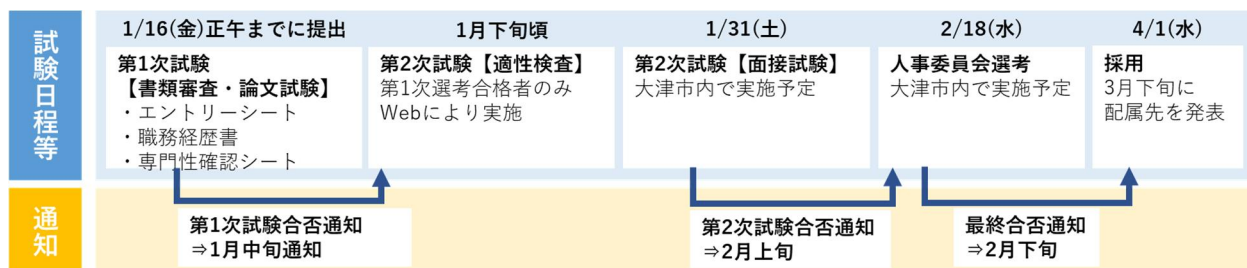 試験日程等
1/16(金)正午までに提出
第1次試験
【書類審査・論文試験】
・エントリーシート
・職務経歴書
・専門性確認シート
1月下旬頃
第2次試験【適性検査】
第1次選考合格者のみ
Webにより実施
1/31(土)
第2次試験【面接試験】
大津市内で実施予定
2/18(水)
人事委員会選考
大津市内で実施予定
4/1(水)
採用
3月下旬に
配属先を発表
通知
第1次試験合否通知
⇒1月中旬通知
第2次試験合否通知
⇒2月上旬
最終合否通知
⇒2月下旬